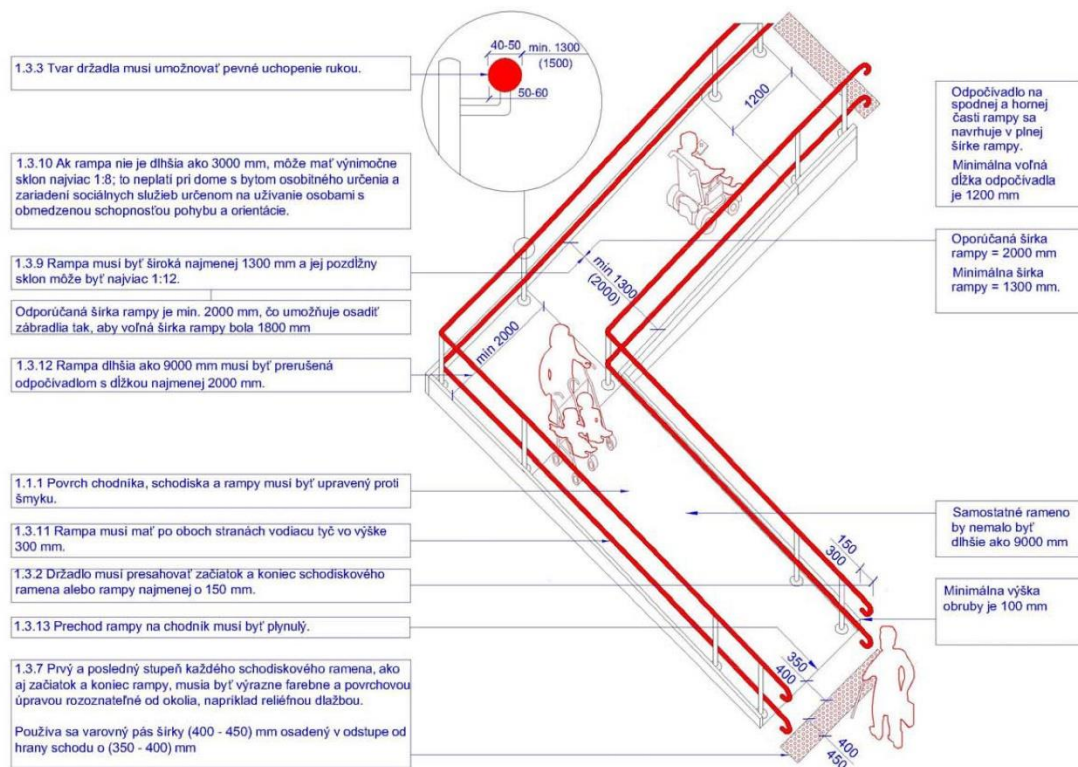 1.3.3 Tvar držadla musí umožnovať pevné uchopenie rukou.
1.3.10 Ak rampa nie je dlhšia ako 3000 mm, môže mať výnimočne
sklon najviac 1:8; to neplatí pri dome s bytom osobitného určenia a
zariadení sociálnych služieb určenom na užívanie osobami s
obmedzenou schopnosťou pohybu a orientácie.
1.3.9 Rampa musí byť široká najmenej 1300 mm a jej pozdĺžny
sklon môže byť najviac 1:12.
Odporúčaná šírka rampy je min. 2000 mm, čo umožňuje osadiť
zábradlia tak, aby voľná šírka rampy bola 1800 mm
1.3.12 Rampa dlhšia ako 9000 mm musí byť prerušená
odpočívadlom s dĺžkou najmenej 2000 mm.
1.1.1 Povrch chodníka, schodiska a rampy musí byť upravený proti
šmyku.
1.3.11 Rampa musí mať po oboch stranách vodiacu tyč vo výške
300 mm.
1.3.2 Držadlo musí presahovať začiatok a koniec schodiskového
ramena alebo rampy najmenej o 150 mm.
1.3.13 Prechod rampy na chodník musí byť plynulý.
1.3.7 Prvý a posledný stupeň každého schodiskového ramena, ako
aj začiatok a koniec rampy, musia byť výrazne farebne a povrchovou
úpravou rozoznateľné od okolia, napríklad reliéfnou dlažbou.
Používa sa varovný pás šírky (400 - 450) mm osadený v odstupe od
hrany schodu o (350 - 400) mm
40-50
min. 1300
(1500)
50-60
1200
min 1300
(2000)
min 2000
150
300
350
400
400
450
Odpočívadlo na
spodnej a hornej
časti rampy sa
navrhuje v plnej
šírke rampy.
Minimálna voľná
dĺžka odpočívadla
je 1200 mm
Oporúčaná šírka
rampy = 2000 mm
Minimálna šírka
rampy = 1300 mm.
Samostatné rameno
by nemalo byť
dlhšie ako 9000 mm
Minimálna výška
obruby je 100 mm